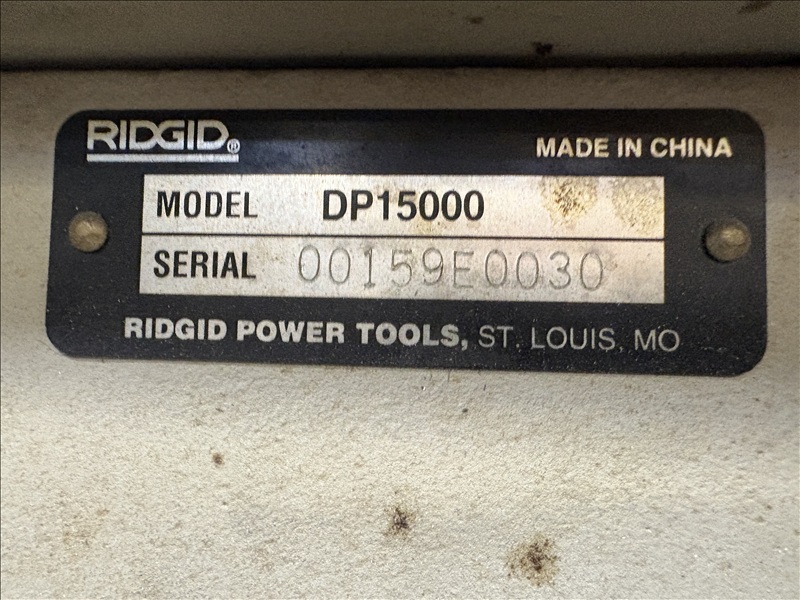 RIDGID®
MADE IN CHINA
MODEL DP15000
SERIAL 00159E0030
RIDGID POWER TOOLS, ST. LOUIS, MO